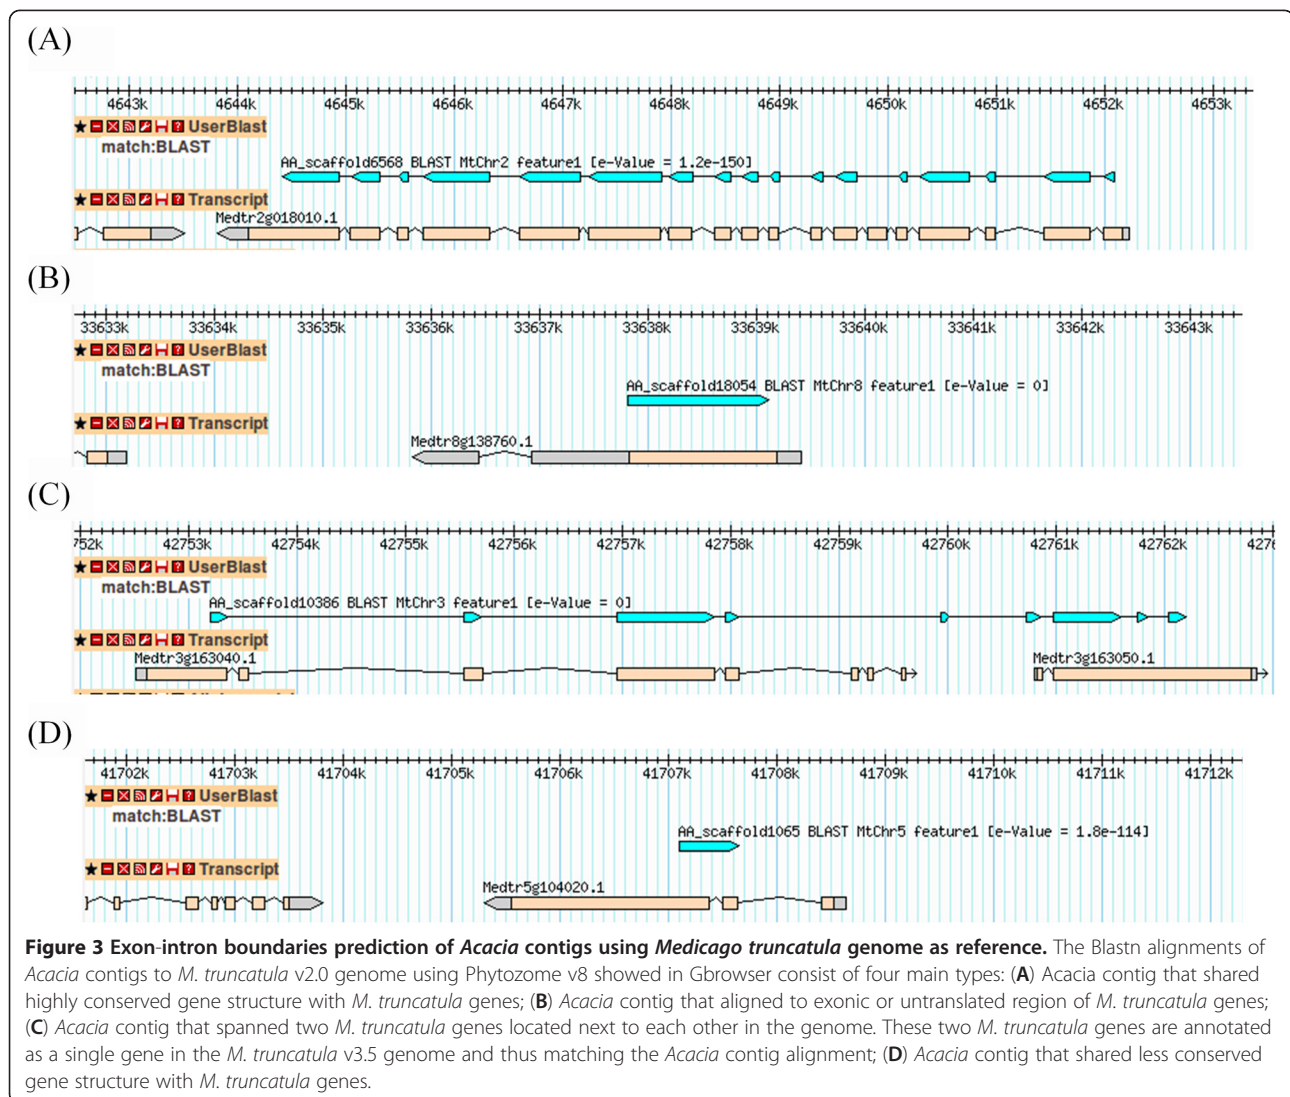 (A)
4643k 4644k 4645k 4646k 4647k 4648k 4649k 4650k 4651k 4652k 4653k
UserBlast
match:BLAST
AA_scaffold6568 BLAST MtChr2 feature1 [e-Value = 1.2e-150]
Transcript
Medtr2g018010.1
(B)
33633k 33634k 33635k 33636k 33637k 33638k 33639k 33640k 33641k 33642k 33643k
UserBlast
match:BLAST
AA_scaffold18054 BLAST MtChr8 feature1 [e-Value = 0]
Transcript
Medtr8g138760.1
(C)
752k 42753k 42754k 42755k 42756k 42757k 42758k 42759k 42760k 42761k 42762k 4276
UserBlast
match:BLAST
AA_scaffold10386 BLAST MtChr3 feature1 [e-Value = 0]
Transcript
Medtr3g163040.1 Medtr3g163050.1
(D)
41702k 41703k 41704k 41705k 41706k 41707k 41708k 41709k 41710k 41711k 41712k
UserBlast
match:BLAST
AA_scaffold1065 BLAST MtChr5 feature1 [e-Value = 1.8e-114]
Transcript
Medtr5g104020.1
Figure 3 Exon-intron boundaries prediction of Acacia contigs using Medicago truncatula genome as reference. The Blastn alignments of
Acacia contigs to M. truncatula v2.0 genome using Phytozome v8 showed in Gbrowser consist of four main types: (A) Acacia contig that shared
highly conserved gene structure with M. truncatula genes; (B) Acacia contig that aligned to exonic or untranslated region of M. truncatula genes;
(C) Acacia contig that spanned two M. truncatula genes located next to each other in the genome. These two M. truncatula genes are annotated
as a single gene in the M. truncatula v3.5 genome and thus matching the Acacia contig alignment; (D) Acacia contig that shared less conserved
gene structure with M. truncatula genes.